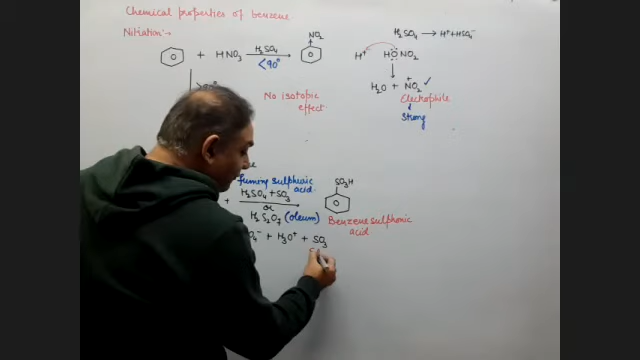 Chemical properties of benzene
Nitration:→
+ HNO3 H2SO4 <90° NO2
H2SO4 → H+ + HSO4−
H+ HO NO2
H2O + NO2+ ✓
Electrophile
Strong
No isotopic
effect
fuming sulphuric
acid.
+ H2SO4 + SO3 SO3H
or
H2S2O7 (oleum)
Benzene sulphonic
acid
+ H3O+ + SO3